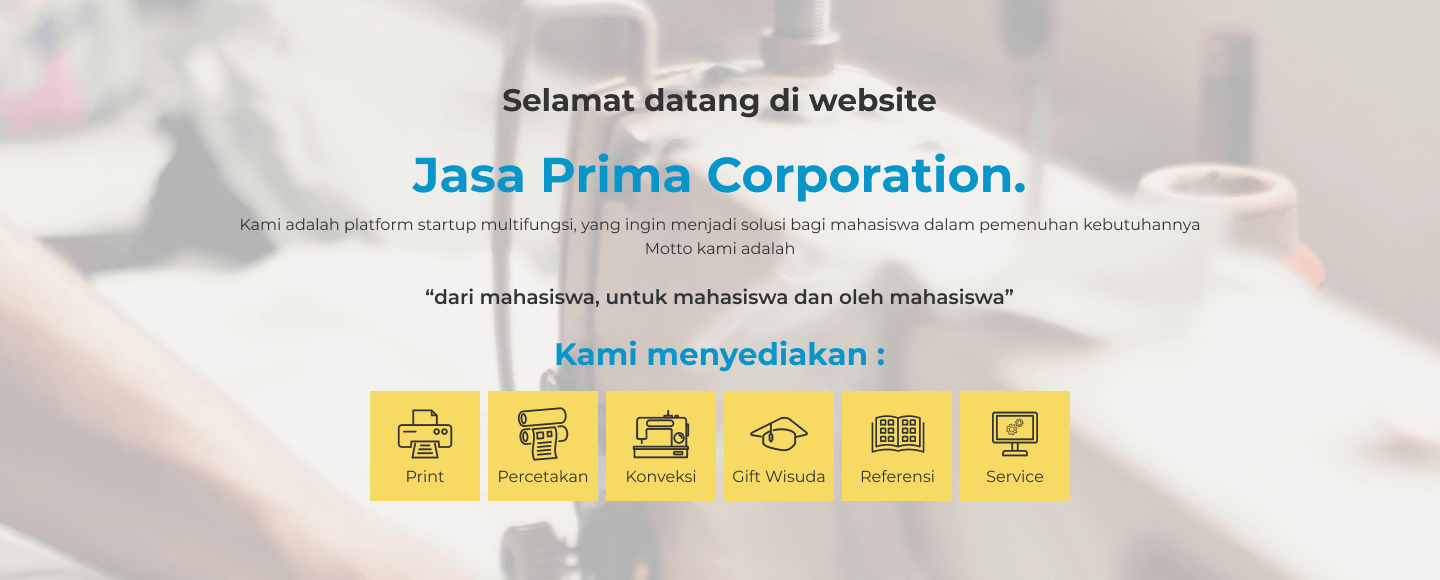 Selamat datang di website
Jasa Prima Corporation.
Kami adalah platform startup multifungsi, yang ingin menjadi solusi bagi mahasiswa dalam pemenuhan kebutuhannya
Motto kami adalah
“dari mahasiswa, untuk mahasiswa dan oleh mahasiswa”
Kami menyediakan :
Print
Percetakan
Konveksi
Gift Wisuda
Referensi
Service